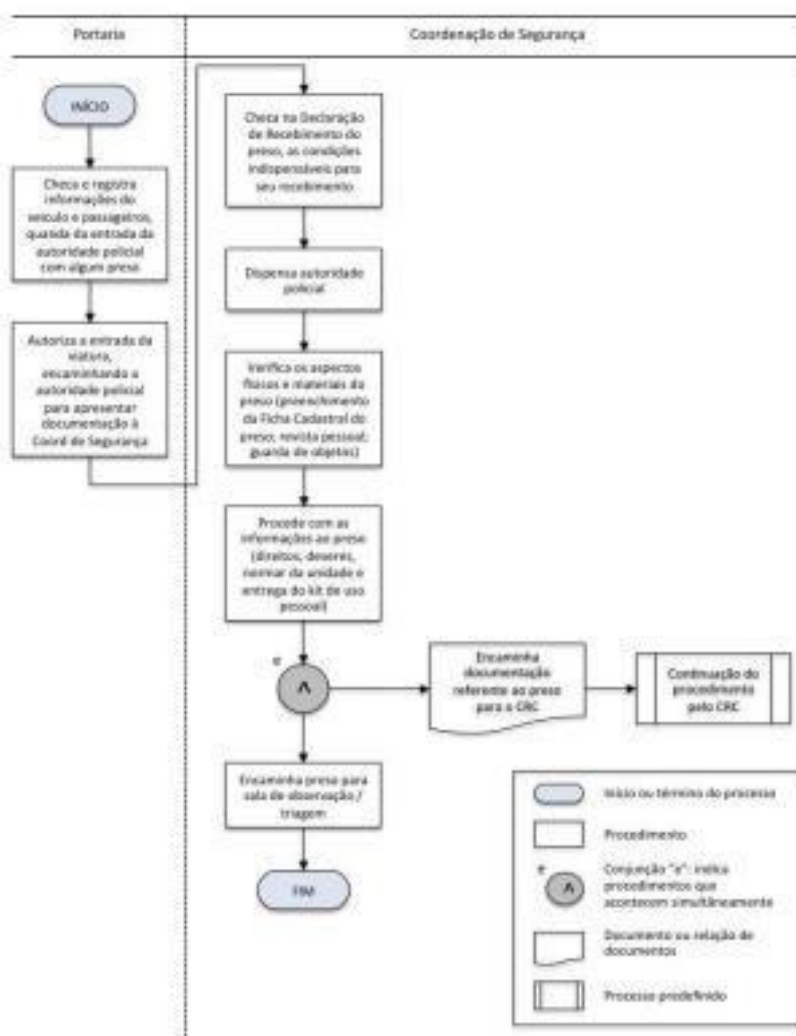 Portaria
Coordenação de Segurança
INÍCIO
Checa e registra
informações do
veículo e passageiros,
quando da entrada da
autoridade policial
com algum preso
Autoriza a entrada da
viatura,
encaminhando a
autoridade policial
para apresentar
documentação à
Coord de Segurança
Checa na Declaração
de Recebimento do
preso, as condições
indispensáveis para
seu recebimento
Dispensa autoridade
policial
Verifica os aspectos
físicos e materiais do
preso (preenchimento
da Ficha Cadastral do
preso; revista pessoal;
guarda de objetos)
Procede com as
informações ao preso
(direitos, deveres,
normar da unidade e
entrega do kit de uso
pessoal)
e
^
Encaminha
documentação
referente ao preso
para o CRC
Continuação do
procedimento
pelo CRC
Encaminha preso para
sala de observação /
triagem
FIM
Início ou término do processo
Procedimento
e
^
Conjunção "e": indica
procedimentos que
acontecem simultâneamente
Documento ou relação de
documentos
Processo predefinido